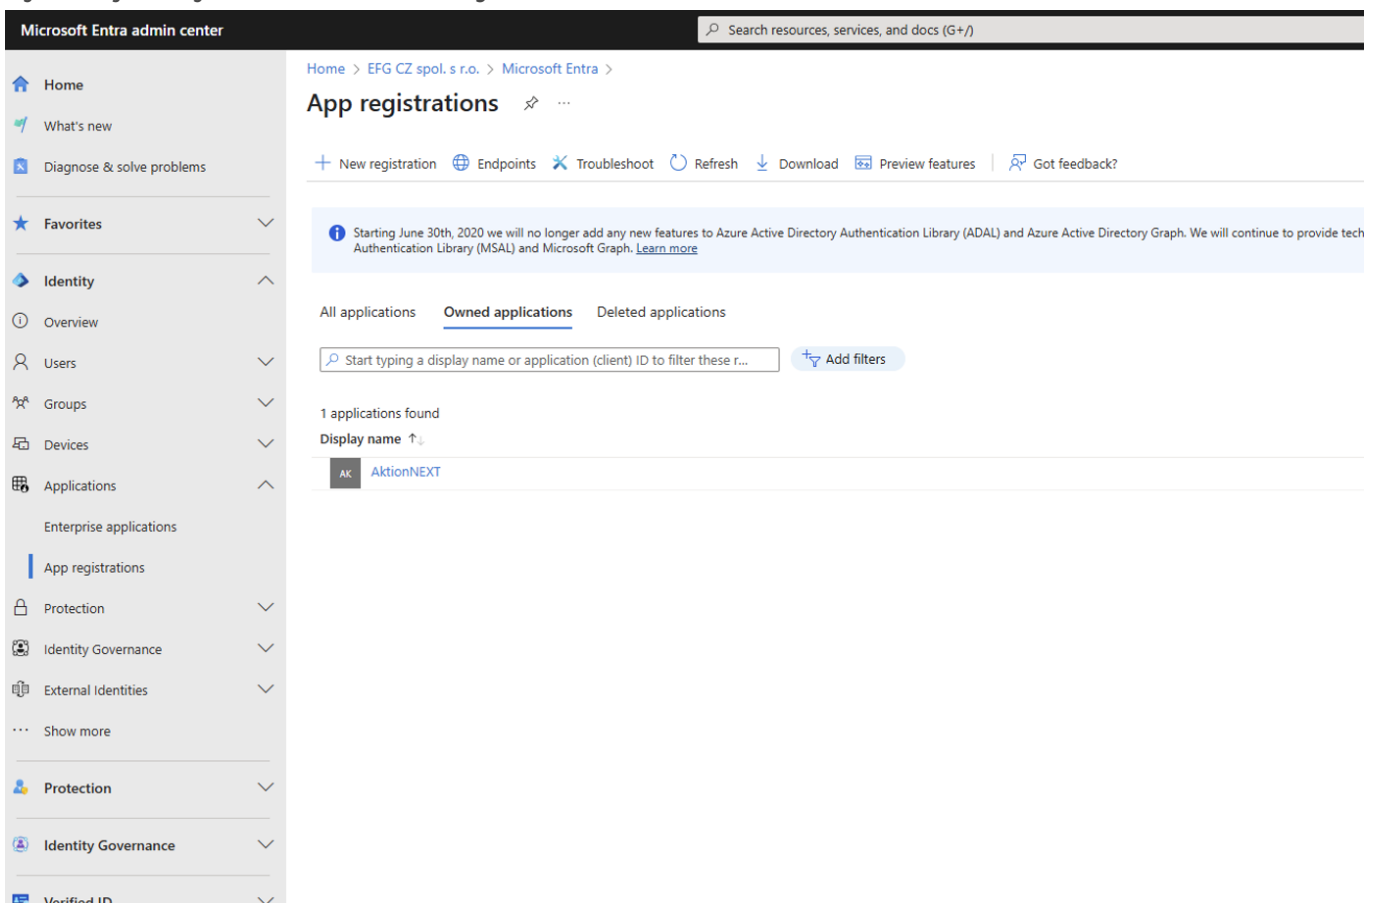 Microsoft Entra admin center
Search resources, services, and docs (G+/)
Home
What's new
Diagnose & solve problems
Favorites
Identity
Overview
Users
Groups
Devices
Applications
Enterprise applications
App registrations
Protection
Identity Governance
External Identities
Show more
Protection
Identity Governance
Verified ID
Home > EFG CZ spol. s r.o. > Microsoft Entra >
App registrations
New registration Endpoints Troubleshoot Refresh Download Preview features Got feedback?
Starting June 30th, 2020 we will no longer add any new features to Azure Active Directory Authentication Library (ADAL) and Azure Active Directory Graph. We will continue to provide tech
Authentication Library (MSAL) and Microsoft Graph. Learn more
All applications Owned applications Deleted applications
Start typing a display name or application (client) ID to filter these r... Add filters
1 applications found
Display name
AK AktionNEXT